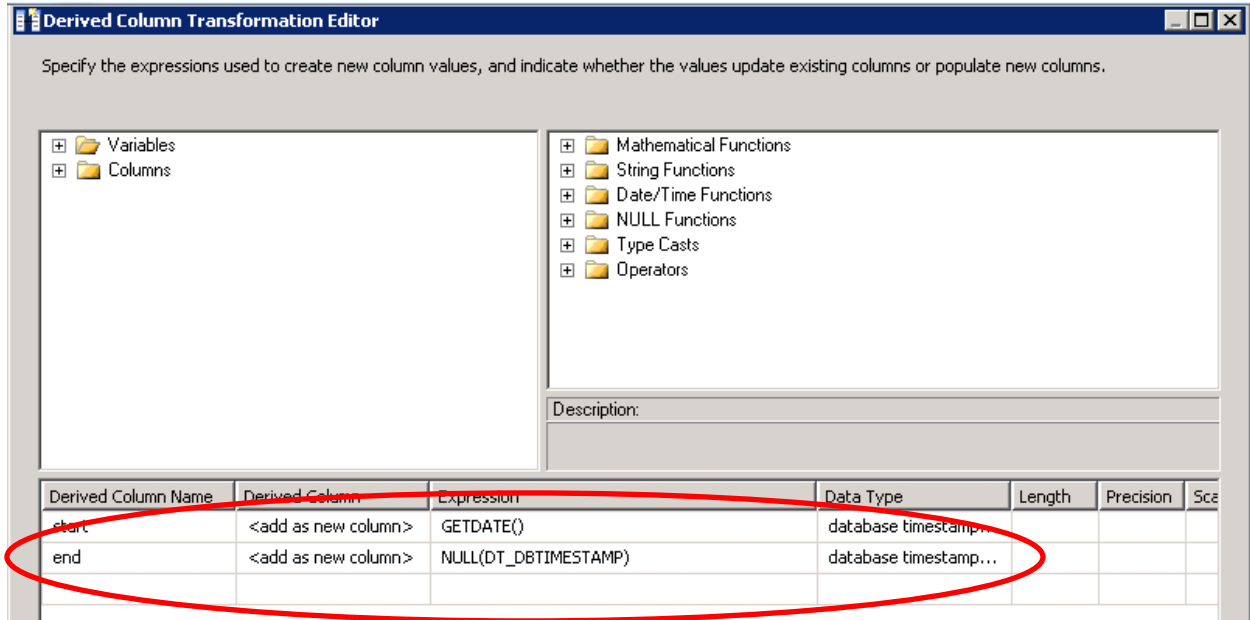 Derived Column Transformation Editor
Specify the expressions used to create new column values, and indicate whether the values update existing columns or populate new columns.
Variables
Columns
Mathematical Functions
String Functions
Date/Time Functions
NULL Functions
Type Casts
Operators
Description:
Derived Column Name Derived Column Expression Data Type Length Precision Sca
start <add as new column> GETDATE() database timestamp...
end <add as new column> NULL(DT_DBTIMESTAMP) database timestamp...